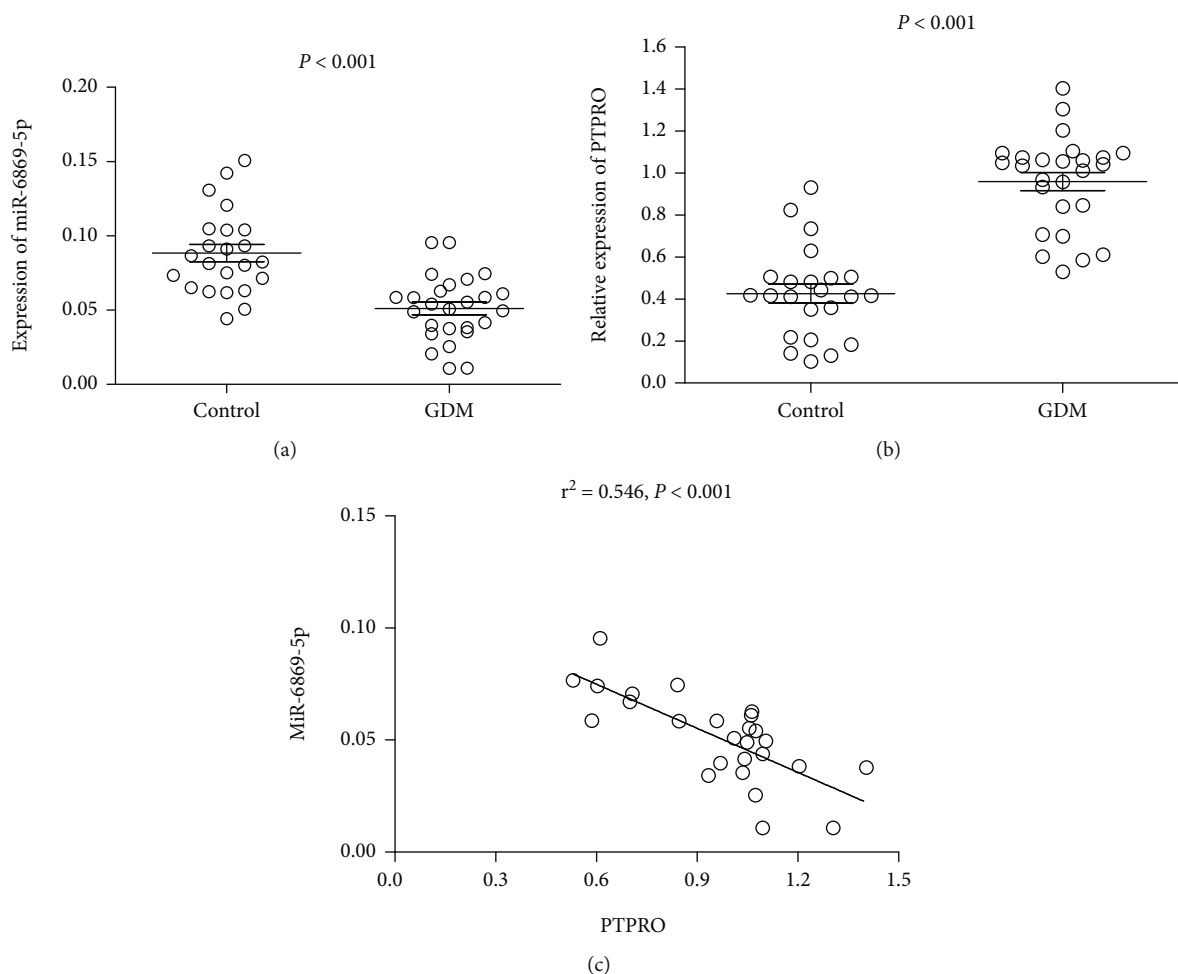 P < 0.001
0.20
0.15
0.10
0.05
0.00
Expression of miR-6869-5p
Control
GDM
(a)
P < 0.001
1.6
1.4
1.2
1.0
0.8
0.6
0.4
0.2
0.0
Relative expression of PTPRO
Control
GDM
(b)
r² = 0.546, P < 0.001
0.15
0.10
0.05
0.00
MiR-6869-5p
0.0
0.3
0.6
0.9
1.2
1.5
PTPRO
(c)